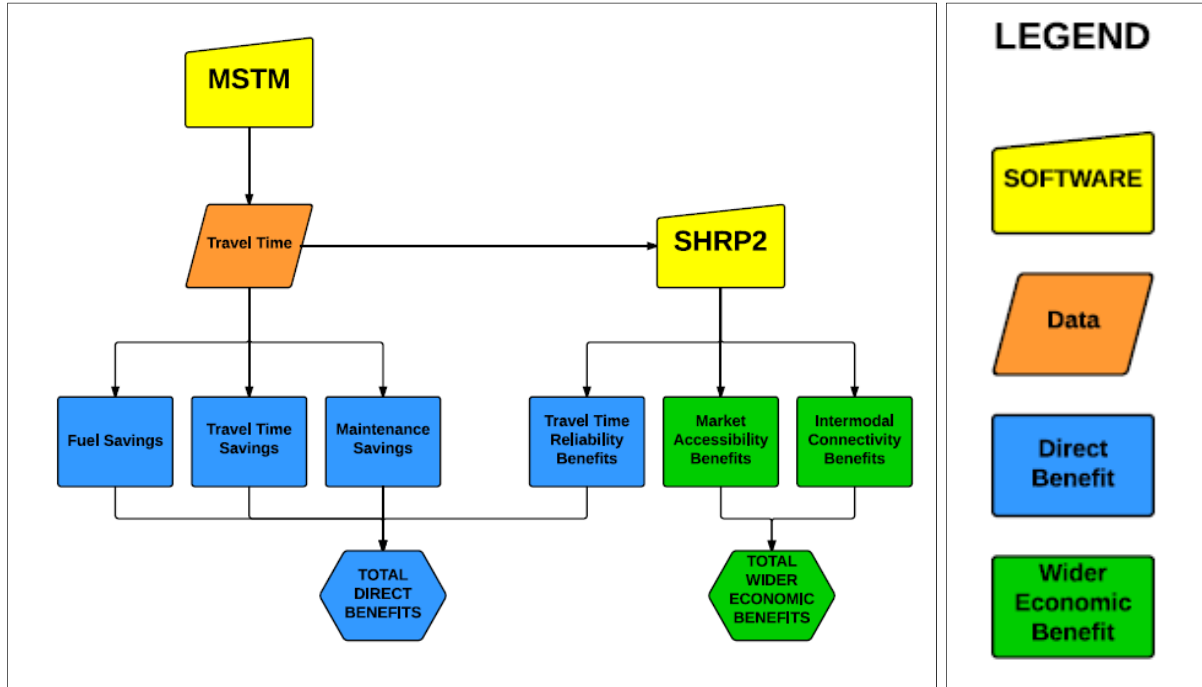 MSTM
Travel Time
SHRP2
Fuel Savings
Travel Time
Savings
Maintenance
Savings
Travel Time
Reliability
Benefits
Market
Accessibility
Benefits
Intermodal
Connectivity
Benefits
TOTAL
DIRECT
BENEFITS
TOTAL
WIDER
ECONOMIC
BENEFITS
LEGEND
SOFTWARE
Data
Direct
Benefit
Wider
Economic
Benefit